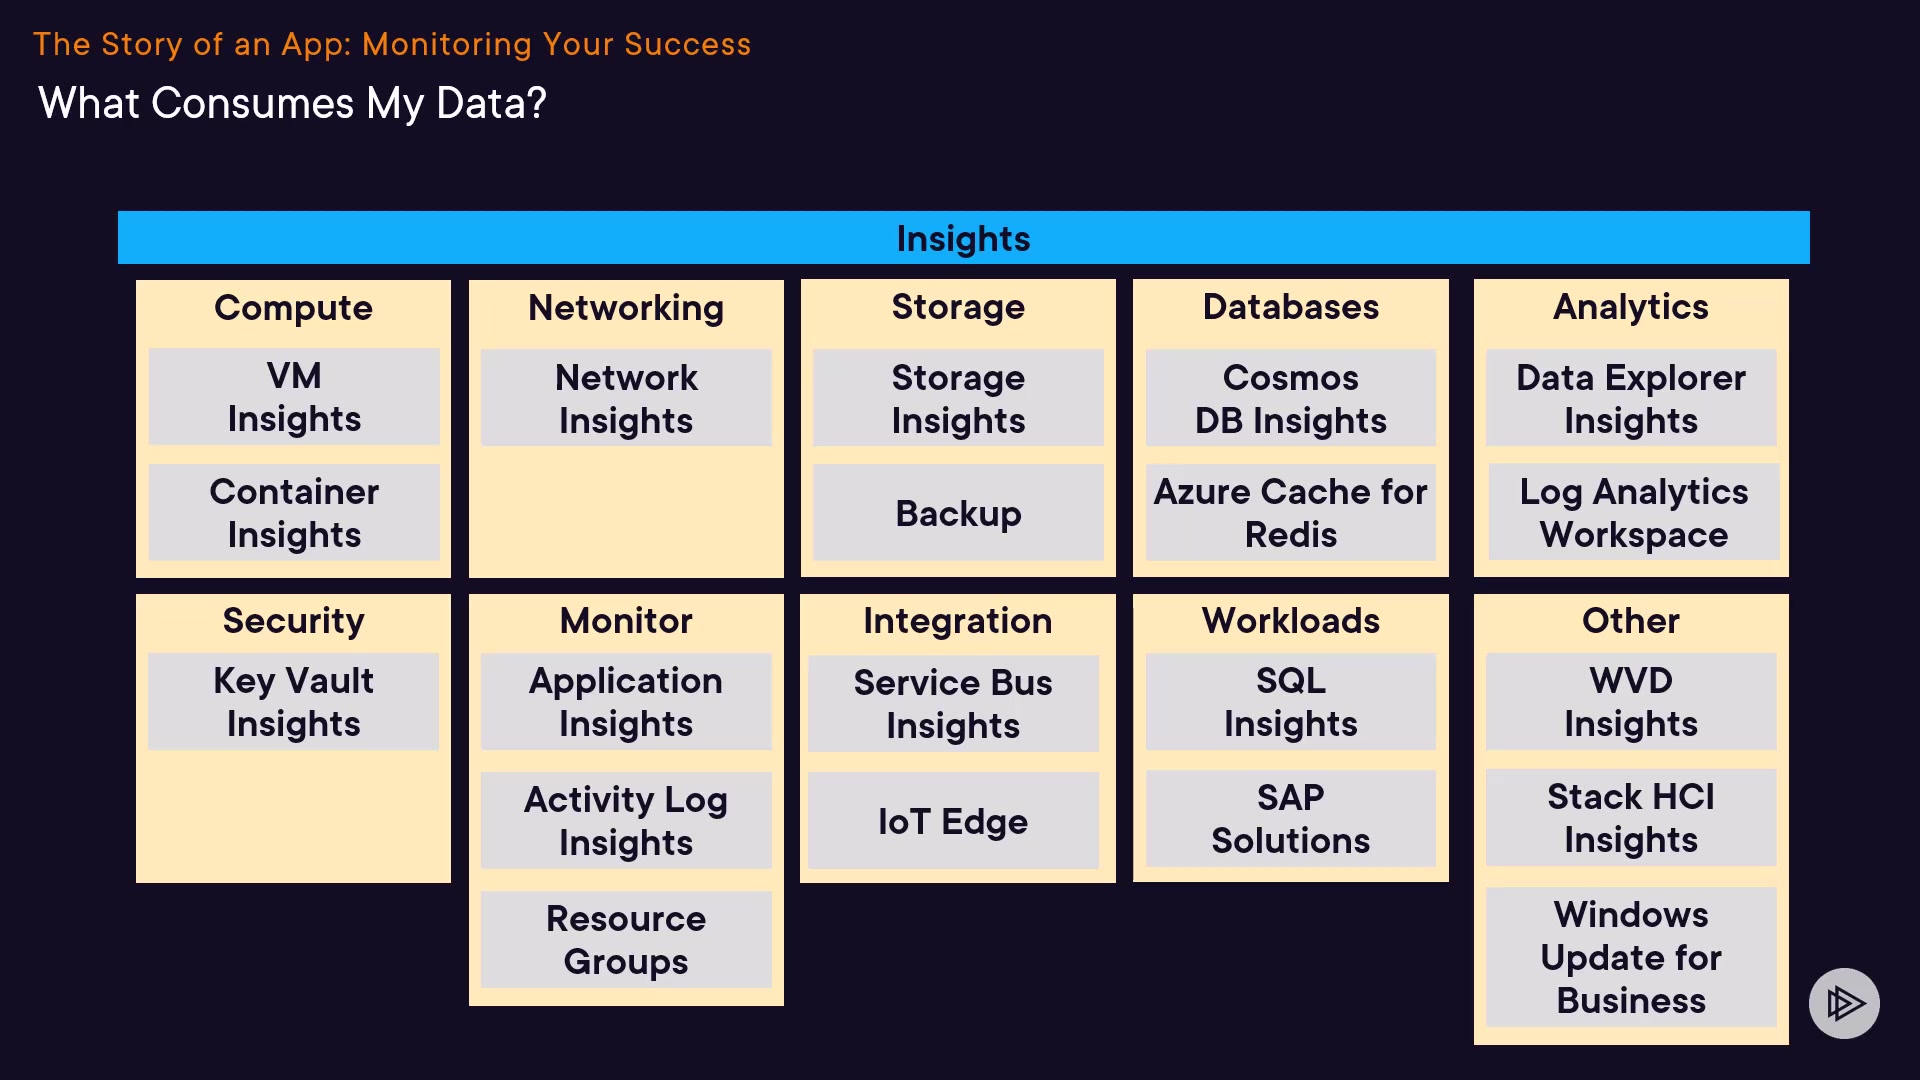 The Story of an App: Monitoring Your Success
What Consumes My Data?
Insights
Compute
VM
Insights
Container
Insights
Networking
Network
Insights
Storage
Storage
Insights
Backup
Databases
Cosmos
DB Insights
Azure Cache for
Redis
Analytics
Data Explorer
Insights
Log Analytics
Workspace
Security
Key Vault
Insights
Monitor
Application
Insights
Activity Log
Insights
Resource
Groups
Integration
Service Bus
Insights
IoT Edge
Workloads
SQL
Insights
SAP
Solutions
Other
WVD
Insights
Stack HCI
Insights
Windows
Update for
Business